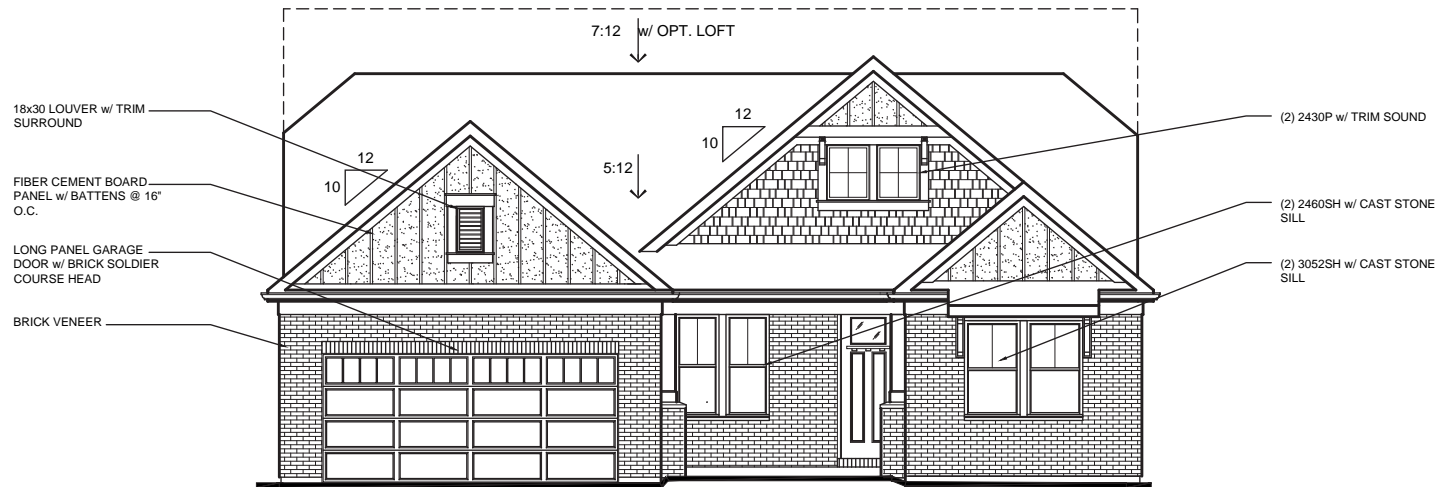 7:12 w/ OPT. LOFT
18x30 LOUVER w/ TRIM
SURROUND
FIBER CEMENT BOARD
PANEL w/ BATTENS @ 16"
O.C.
LONG PANEL GARAGE
DOOR w/ BRICK SOLDIER
COURSE HEAD
BRICK VENEER
12
10
5:12
12
10
(2) 2430P w/ TRIM SOUND
(2) 2460SH w/ CAST STONE
SILL
(2) 3052SH w/ CAST STONE
SILL